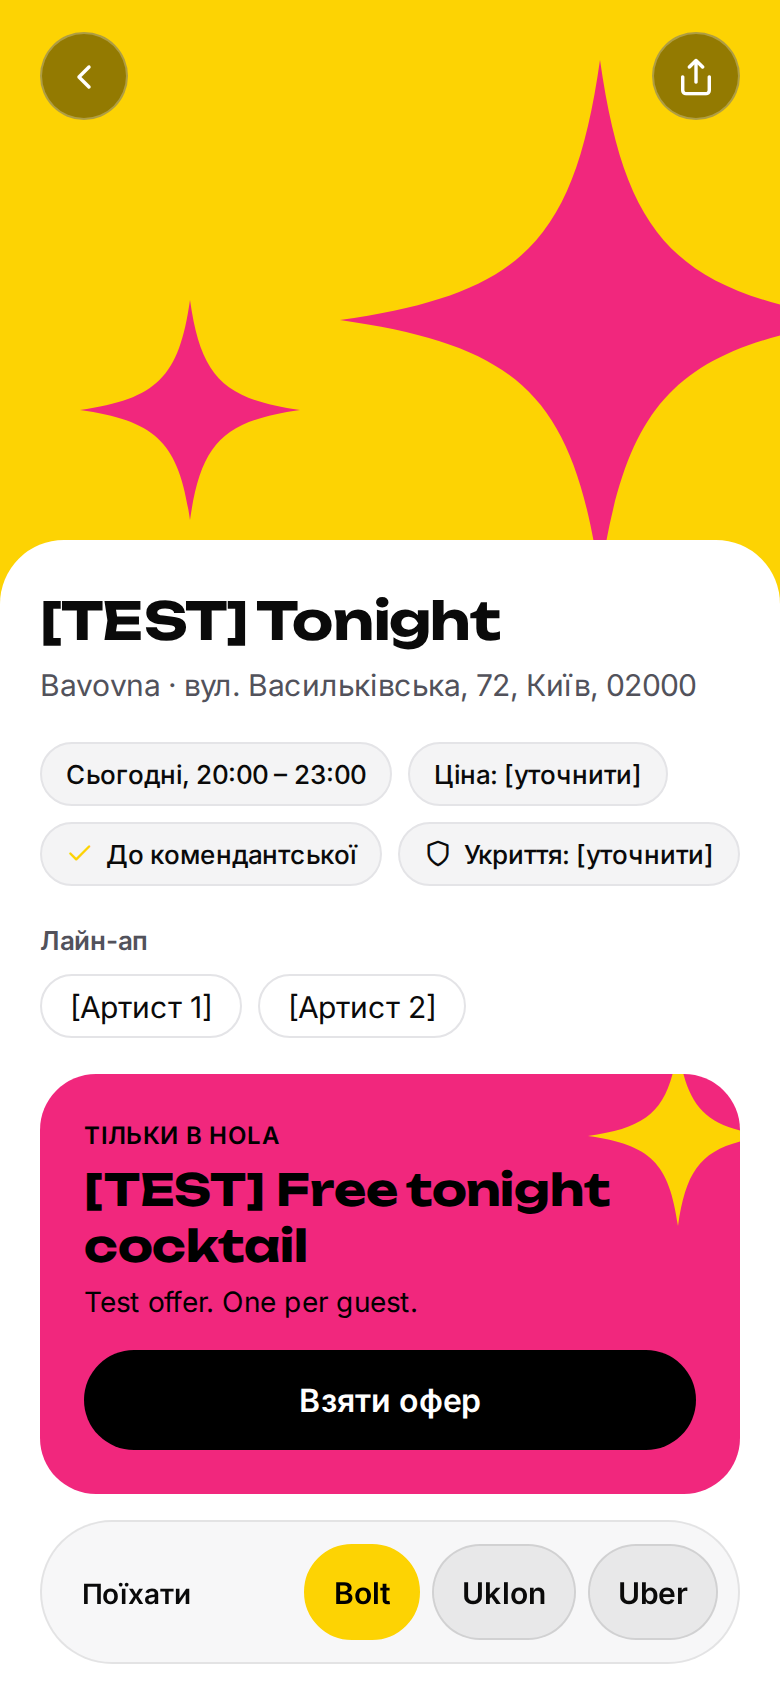 [TEST] Tonight
Bavovna · вул. Васильківська, 72, Київ, 02000
Сьогодні, 20:00 – 23:00
Ціна: [уточнити]
До комендантської
Укриття: [уточнити]
Лайн-ап
[Артист 1]
[Артист 2]
ТІЛЬКИ В HOLA
[TEST] Free tonight
cocktail
Test offer. One per guest.
Взяти офер
Поїхати
Bolt
Uklon
Uber